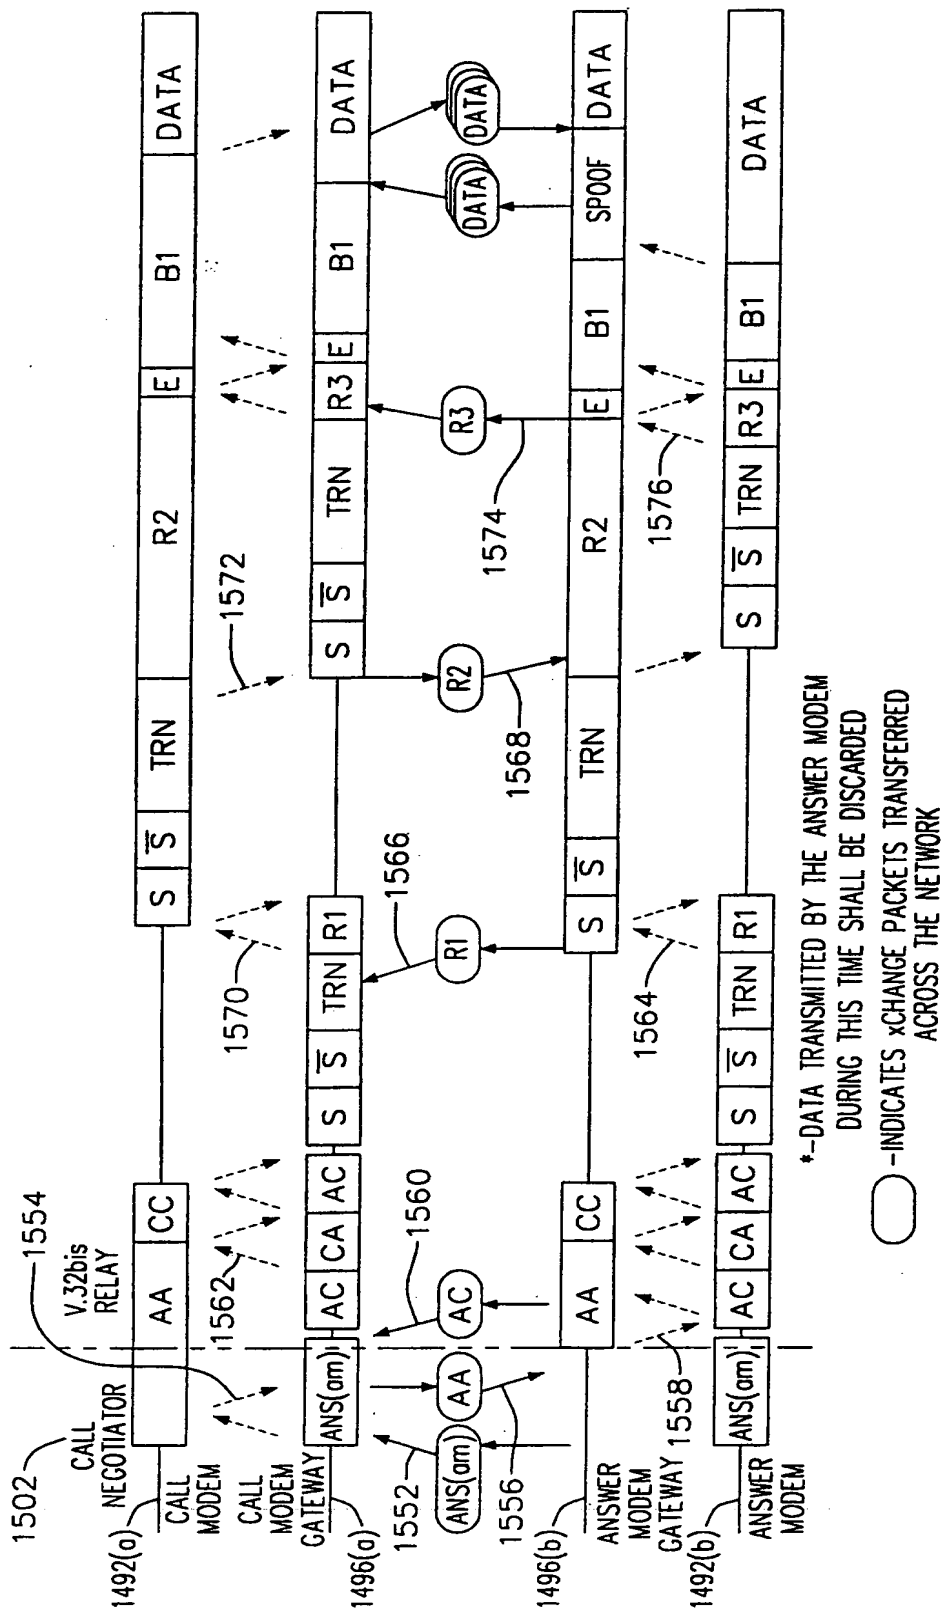 1502
CALL
NEGOTIATOR
V.32bis
RELAY
1554
1492(a)
CALL
MODEM
AA
CC
S
S̅
TRN
R2
E
B1
DATA
1562
1570
1572
CALL
MODEM
GATEWAY
1496(a)
ANS(am)
AC
CA
AC
S
S̅
TRN
R1
S
S̅
TRN
R3
E
B1
DATA
1552
ANS(am)
AA
1556
AC
1560
R1
1566
R2
1568
R3
1574
DATA
DATA
1496(b)
ANSWER
MODEM
GATEWAY
AA
CC
S
S̅
TRN
R2
E
B1
SPOOF
DATA
1558
1564
1576
1492(b)
ANSWER
MODEM
ANS(am)
AC
CA
AC
S
S̅
TRN
R1
S
S̅
TRN
R3
E
B1
DATA
*-DATA TRANSMITTED BY THE ANSWER MODEM
DURING THIS TIME SHALL BE DISCARDED
-INDICATES xCHANGE PACKETS TRANSFERRED
ACROSS THE NETWORK